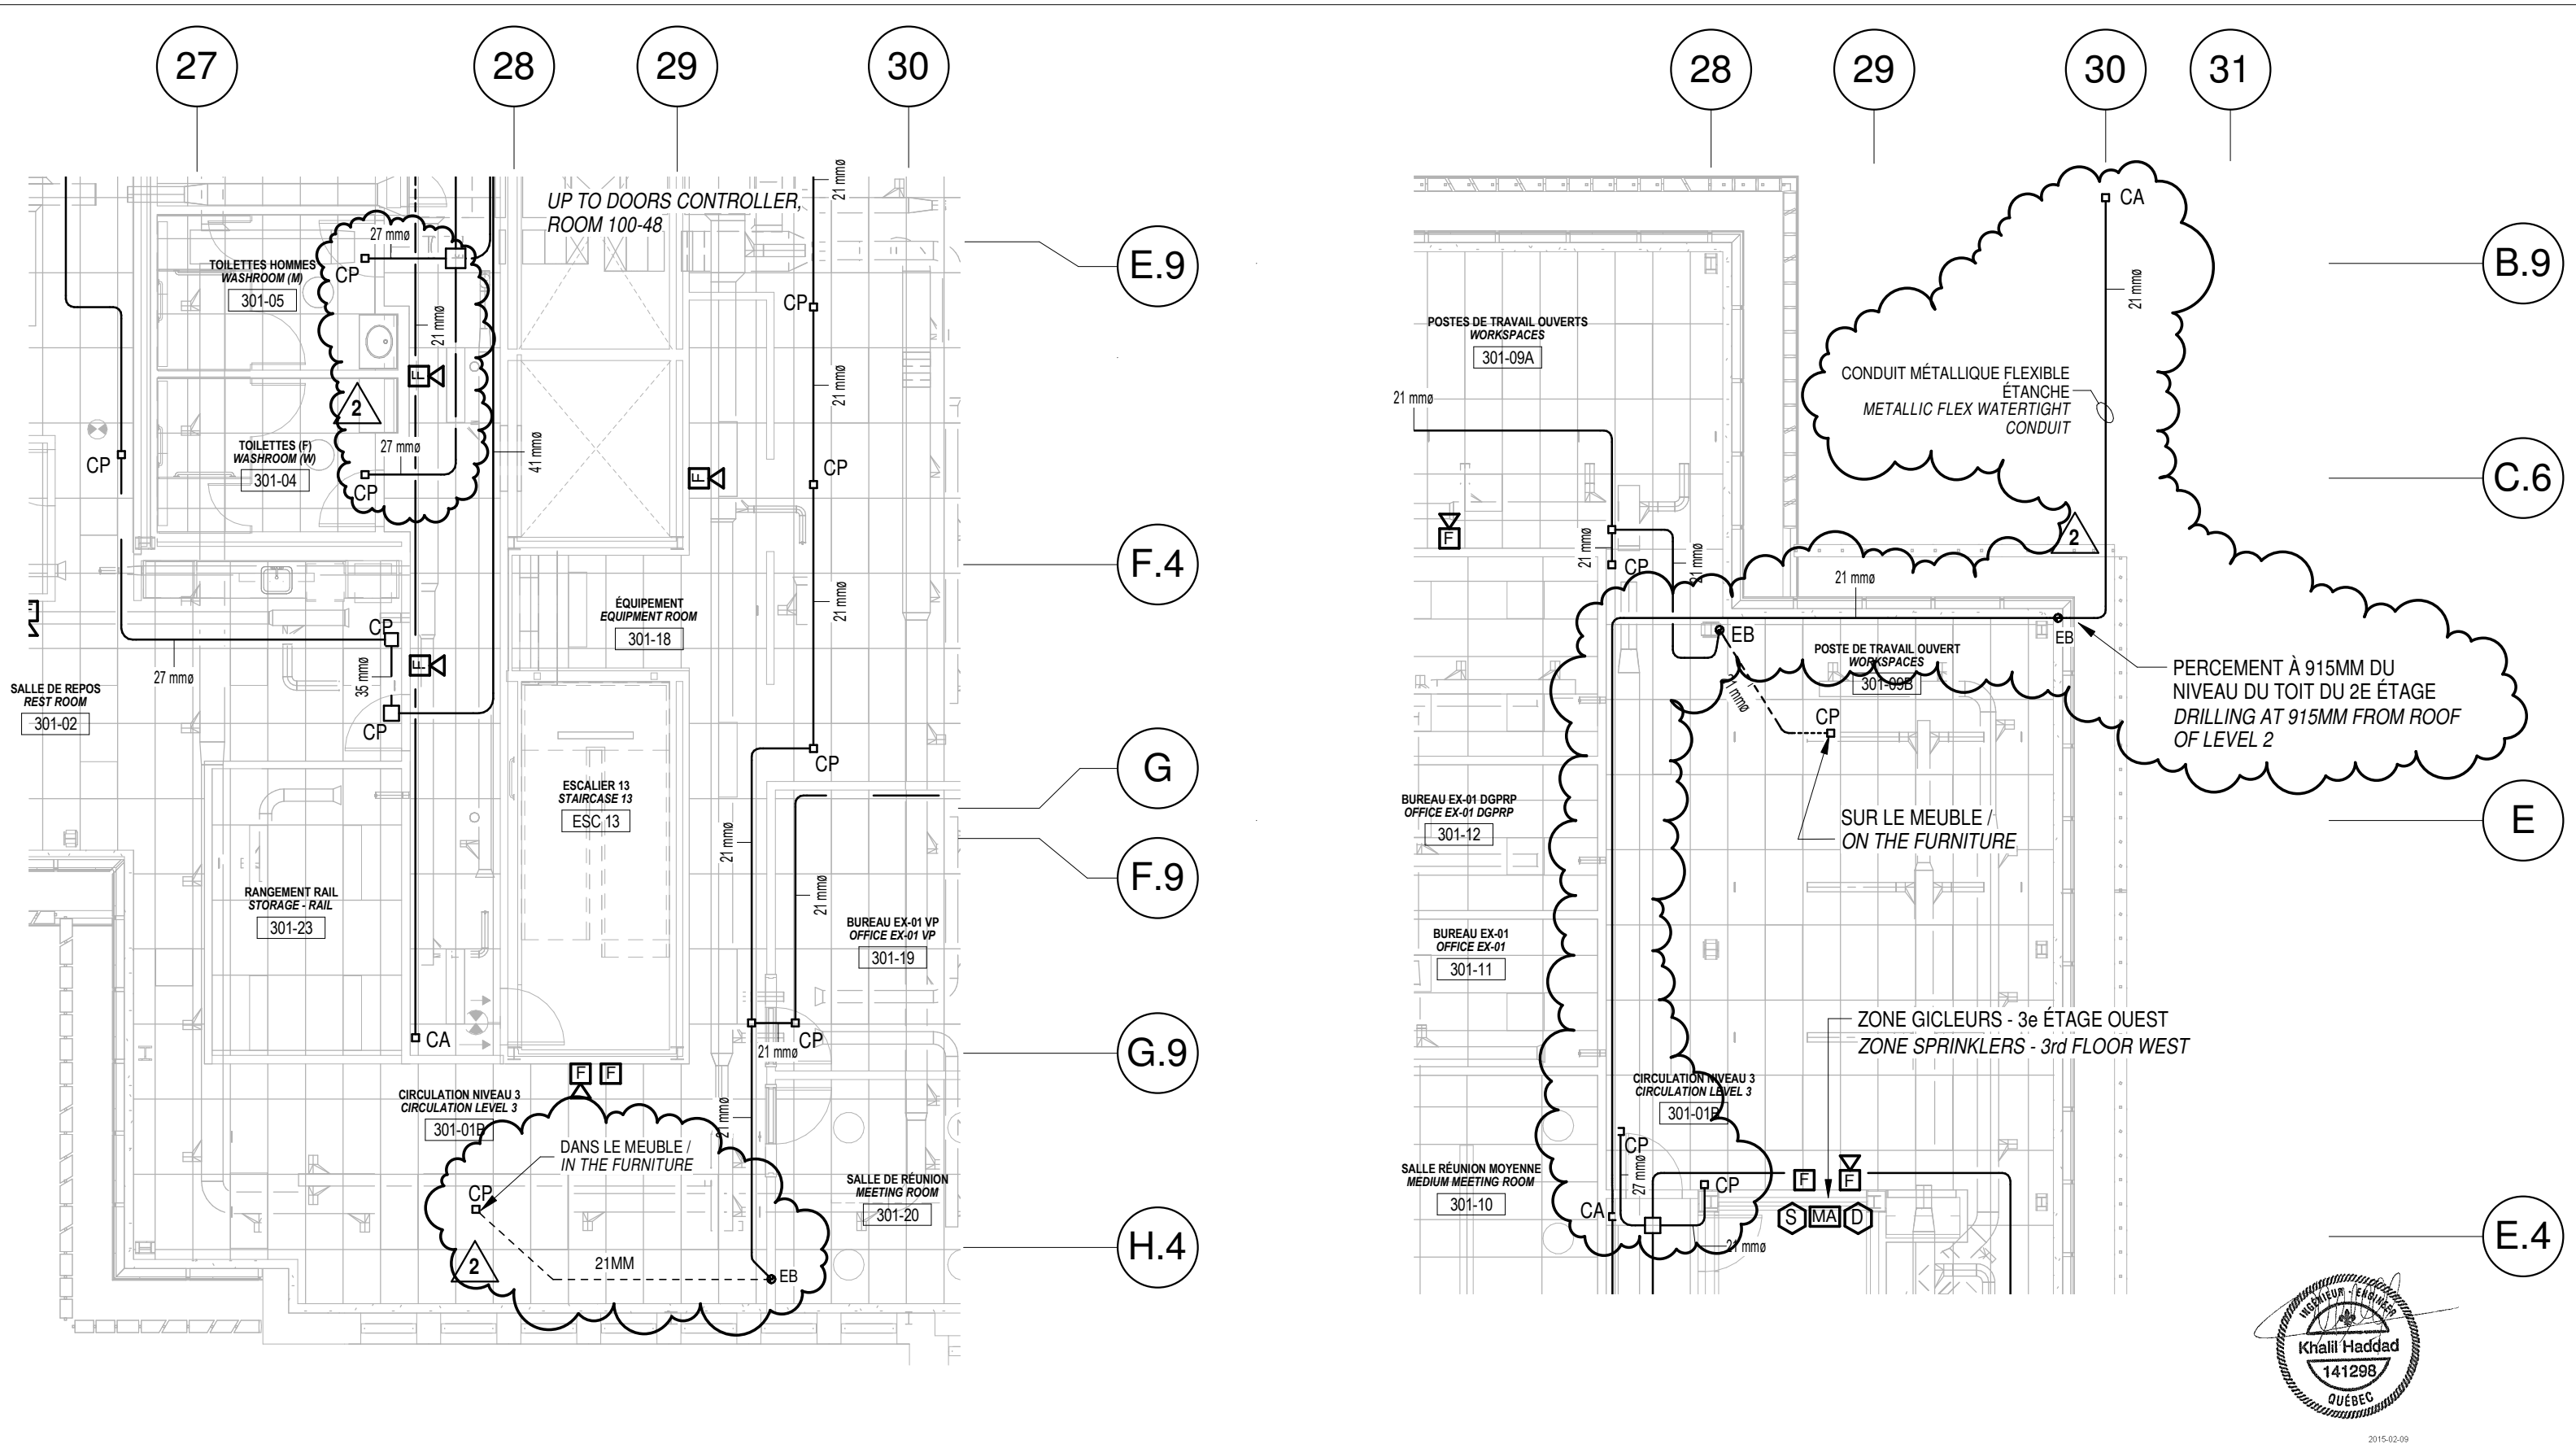 27
28
29
30
UP TO DOORS CONTROLLER,
ROOM 100-48
21 mmø
27 mmø
CP
TOILETTES HOMMES
WASHROOM (M)
301-05
21 mmø
F
2
TOILETTES (F)
WASHROOM (W)
301-04
27 mmø
CP
CP
41 mmø
CP
21 mmø
F
CP
21 mmø
ÉQUIPEMENT
EQUIPMENT ROOM
301-18
CP
27 mmø
35 mmø
F
CP
SALLE DE REPOS
REST ROOM
301-02
CP
ESCALIER 13
STAIRCASE 13
ESC 13
21 mmø
21 mmø
RANGEMENT RAIL
STORAGE - RAIL
301-23
BUREAU EX-01 VP
OFFICE EX-01 VP
301-19
CA
21 mmø
CP
F
F
CIRCULATION NIVEAU 3
CIRCULATION LEVEL 3
301-01B
21 mmø
DANS LE MEUBLE /
IN THE FURNITURE
CP
SALLE DE RÉUNION
MEETING ROOM
301-20
2
21MM
EB
E.9
F.4
G
F.9
G.9
H.4
28
29
30
31
CA
21 mmø
POSTES DE TRAVAIL OUVERTS
WORKSPACES
301-09A
21 mmø
CONDUIT MÉTALLIQUE FLEXIBLE
ÉTANCHE
METALLIC FLEX WATERTIGHT
CONDUIT
F
2
21 mmø
CP
21 mmø
21 mmø
EB
EB
POSTE DE TRAVAIL OUVERT
WORKSPACES
301-09B
21 mmø
CP
PERCEMENT À 915MM DU
NIVEAU DU TOIT DU 2E ÉTAGE
DRILLING AT 915MM FROM ROOF
OF LEVEL 2
SUR LE MEUBLE /
ON THE FURNITURE
BUREAU EX-01 DGPRP
OFFICE EX-01 DGPRP
301-12
BUREAU EX-01
OFFICE EX-01
301-11
ZONE GICLEURS - 3e ÉTAGE OUEST
ZONE SPRINKLERS - 3rd FLOOR WEST
CIRCULATION NIVEAU 3
CIRCULATION LEVEL 3
301-01B
CP
27 mmø
SALLE RÉUNION MOYENNE
MEDIUM MEETING ROOM
301-10
CP
CA
F
F
S
MA
D
21 mmø
B.9
C.6
E
E.4
INGÉNIEUR - ENGINEER
Khalil Haddad
141298
QUÉBEC
2015-02-09